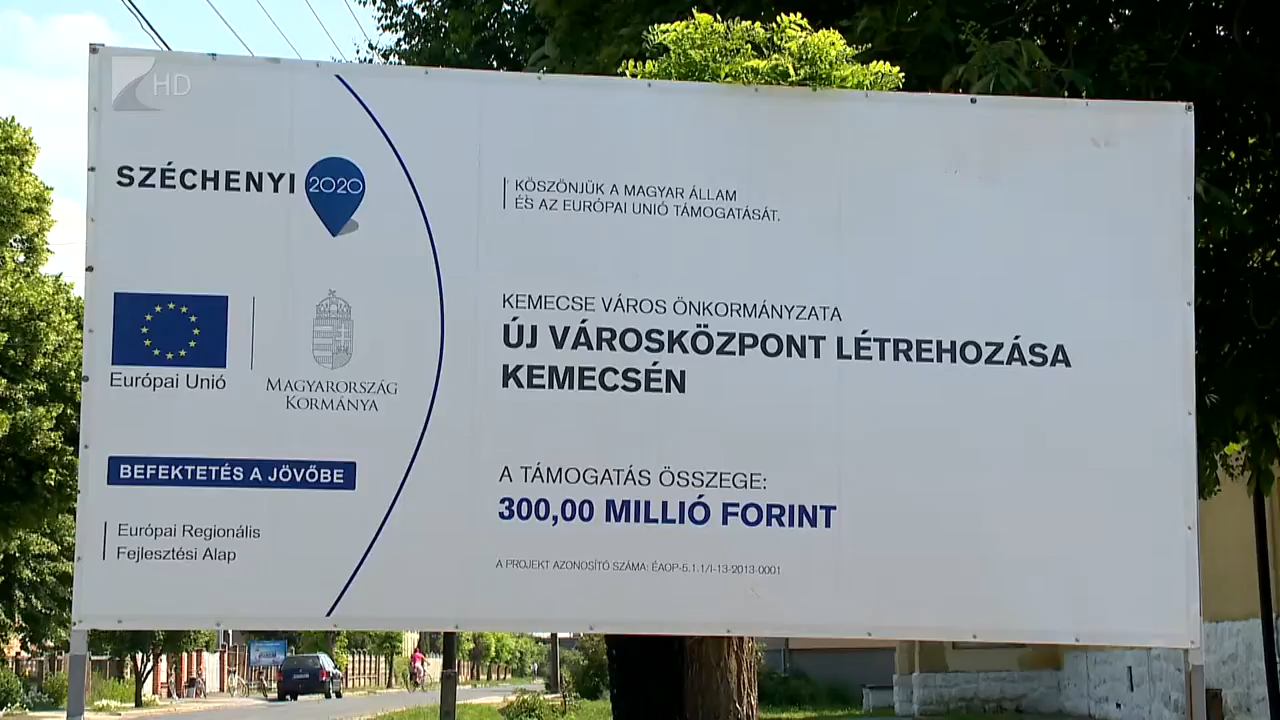 HD
SZÉCHENYI 2020
KÖSZÖNJÜK A MAGYAR ÁLLAM
ÉS AZ EURÓPAI UNIÓ TÁMOGATÁSÁT.
Európai Unió
MAGYARORSZÁG
KORMÁNYA
KEMECSE VÁROS ÖNKORMÁNYZATA
ÚJ VÁROSKÖZPONT LÉTREHOZÁSA
KEMECSÉN
BEFEKTETÉS A JÖVŐBE
Európai Regionális
Fejlesztési Alap
A TÁMOGATÁS ÖSSZEGE:
300,00 MILLIÓ FORINT
A PROJEKT AZONOSÍTÓ SZÁMA: ÉAOP-5.1.1/I-13-2013-0001